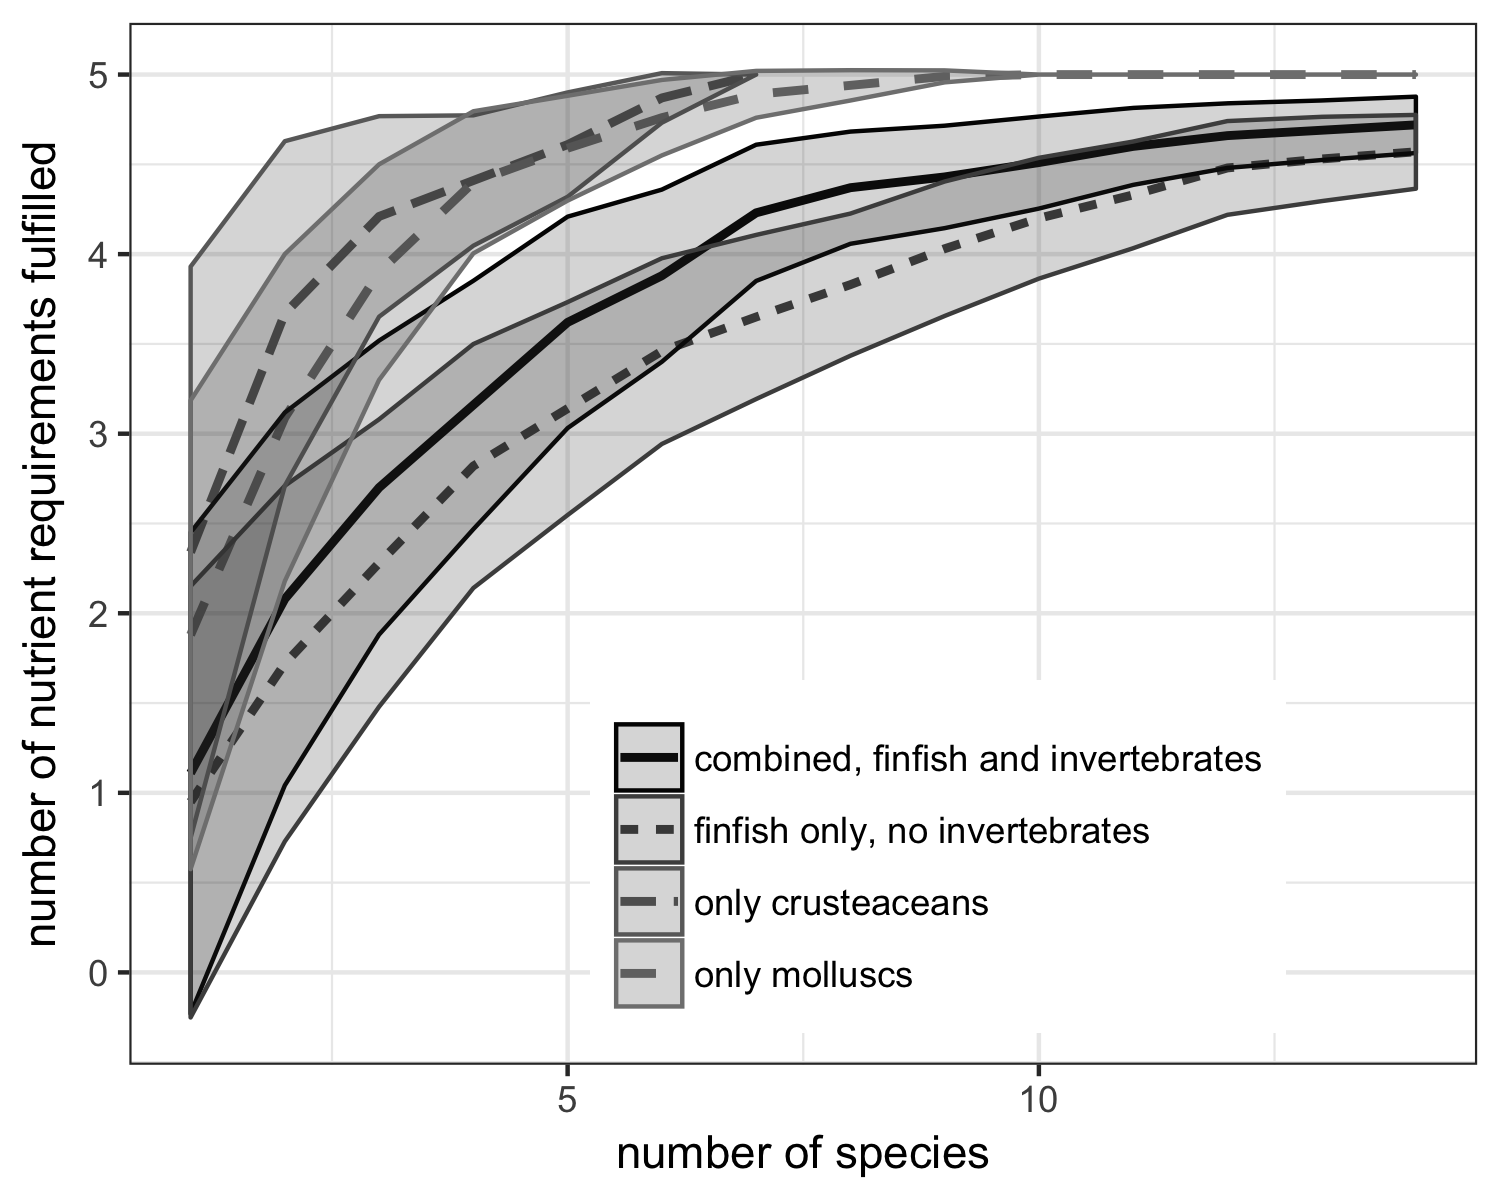 number of nutrient requirements fulfilled
5
4
3
2
1
0
combined, finfish and invertebrates
finfish only, no invertebrates
only crusteaceans
only molluscs
5
10
number of species